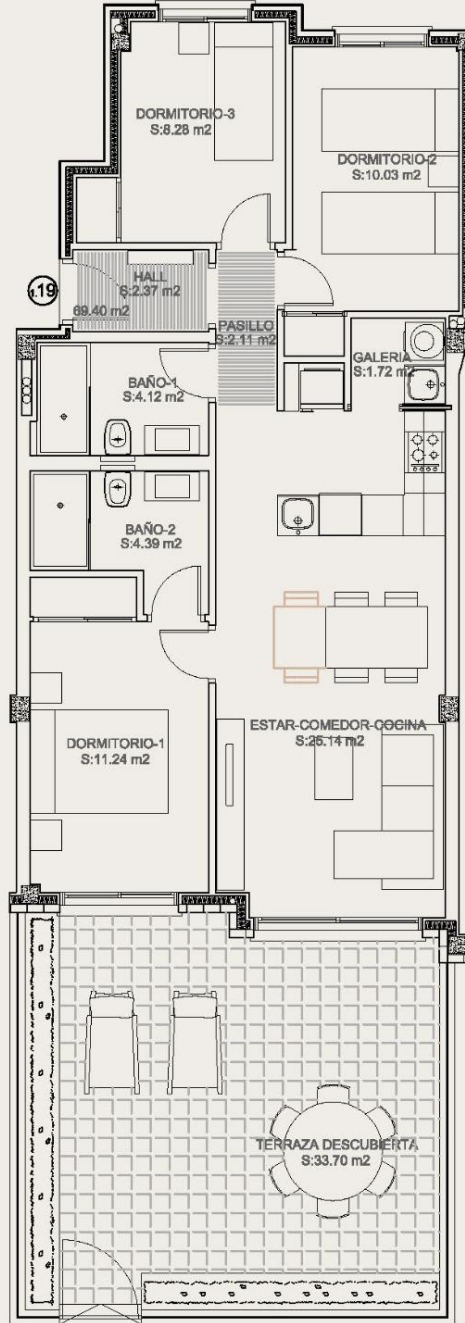 DORMITORIO-3
S:8.28 m2
DORMITORIO-2
S:10.03 m2
1.19
HALL
S:2.37 m2
69.40 m2
PASILLO
S:2.11 m2
GALERIA
S:1.72 m2
BAÑO-1
S:4.12 m2
BAÑO-2
S:4.39 m2
ESTAR-COMEDOR-COCINA
S:25.14 m2
DORMITORIO-1
S:11.24 m2
TERRAZA DESCUBIERTA
S:33.70 m2